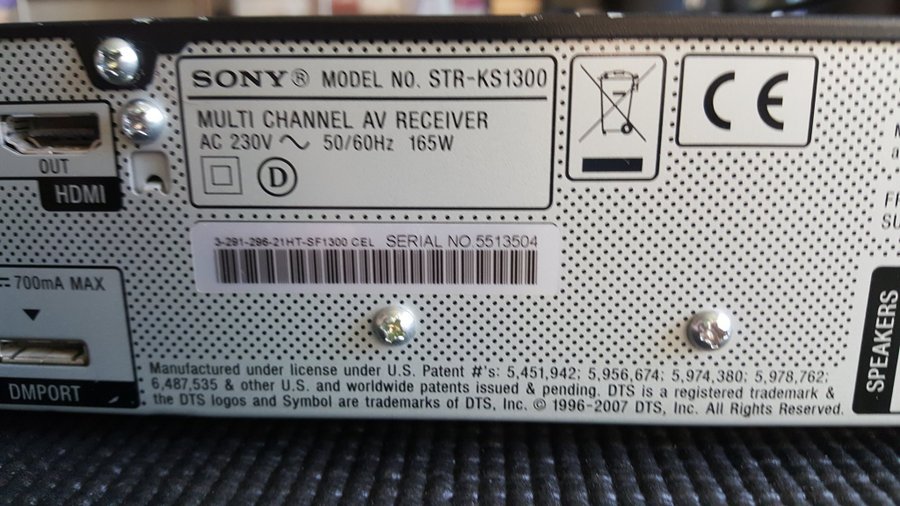 SONY® MODEL NO. STR-KS1300
MULTI CHANNEL AV RECEIVER
AC 230V ~ 50/60Hz 165W
D
CE
OUT
HDMI
3-291-296-21HT-SF1300 CEL SERIAL NO.5513504
700mA MAX
DMPORT
SPEAKERS
Manufactured under license under U.S. Patent #'s: 5,451,942; 5,956,674; 5,974,380; 5,978,762;
6,487,535 & other U.S. and worldwide patents issued & pending. DTS is a registered trademark &
the DTS logos and Symbol are trademarks of DTS, Inc. © 1996-2007 DTS, Inc. All Rights Reserved.